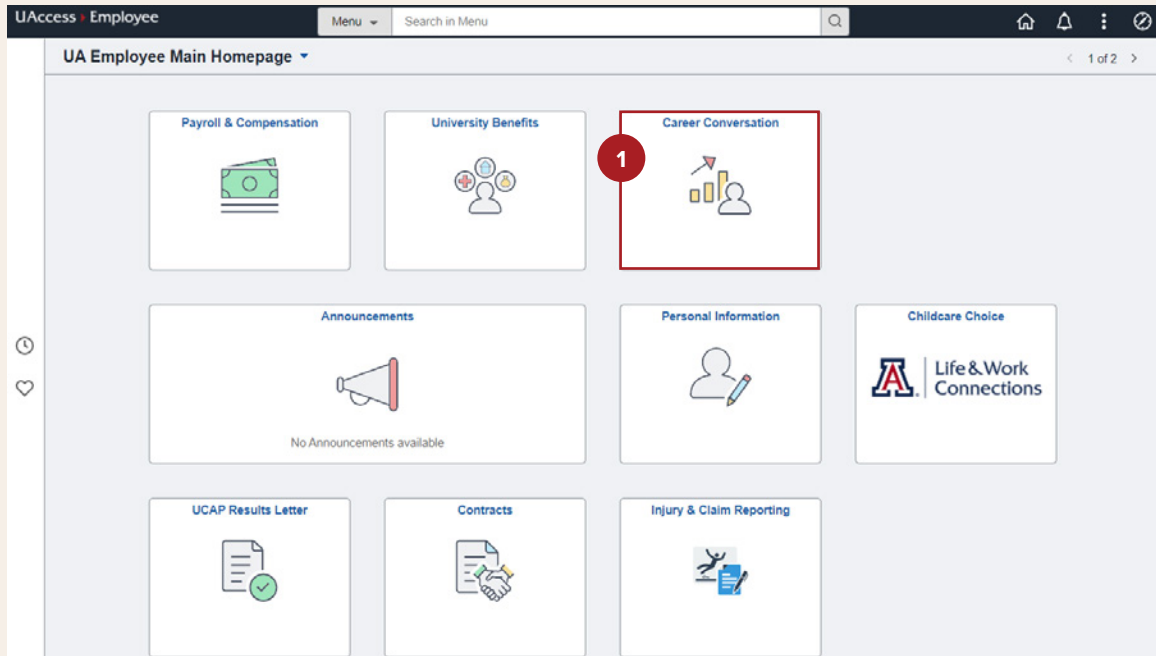 UAccess Employee
Menu
Search in Menu
UA Employee Main Homepage
1 of 2
Payroll & Compensation
University Benefits
Career Conversation
1
Announcements
No Announcements available
Personal Information
Childcare Choice
A
Life & Work
Connections
UCAP Results Letter
Contracts
Injury & Claim Reporting